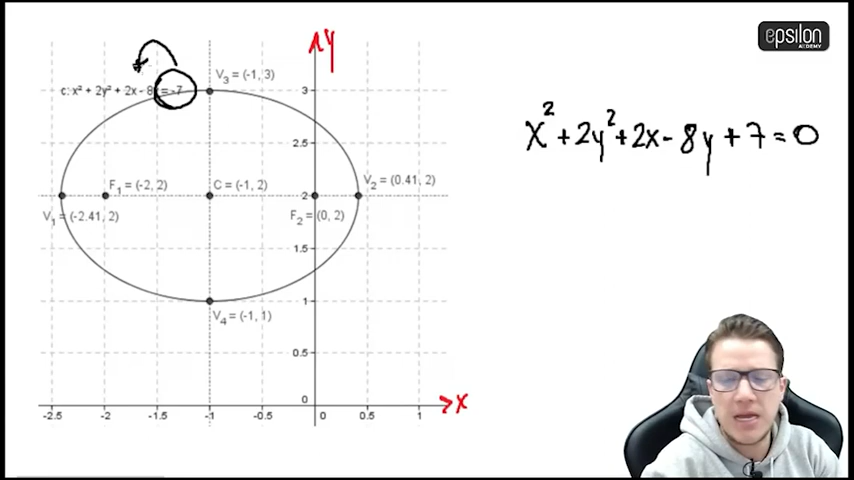 epsilon
ACADEMY
y
V₃ = (-1, 3)
c: x² + 2y² + 2x - 8y = -7
3
x² + 2y² + 2x - 8y + 7 = 0
2.5
F₁ = (-2, 2)
C = (-1, 2)
2
V₂ = (0.41, 2)
V₁ = (-2.41, 2)
F₂ = (0, 2)
1.5
1
V₄ = (-1, 1)
0.5
0
x
-2.5 -2 -1.5 -1 -0.5 0 0.5 1